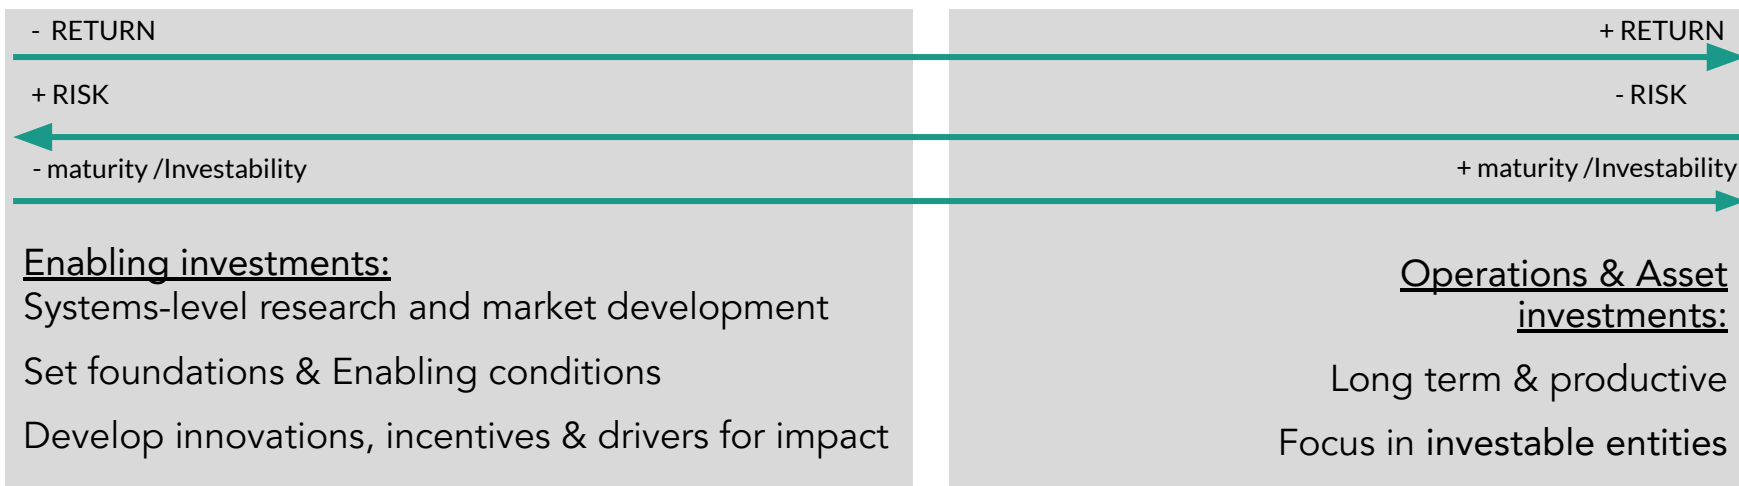 - RETURN
+ RETURN
+ RISK
- RISK
- maturity /Investability
+ maturity /Investability
Enabling investments:
Systems-level research and market development
Set foundations & Enabling conditions
Develop innovations, incentives & drivers for impact
Operations & Asset
investments:
Long term & productive
Focus in investable entities